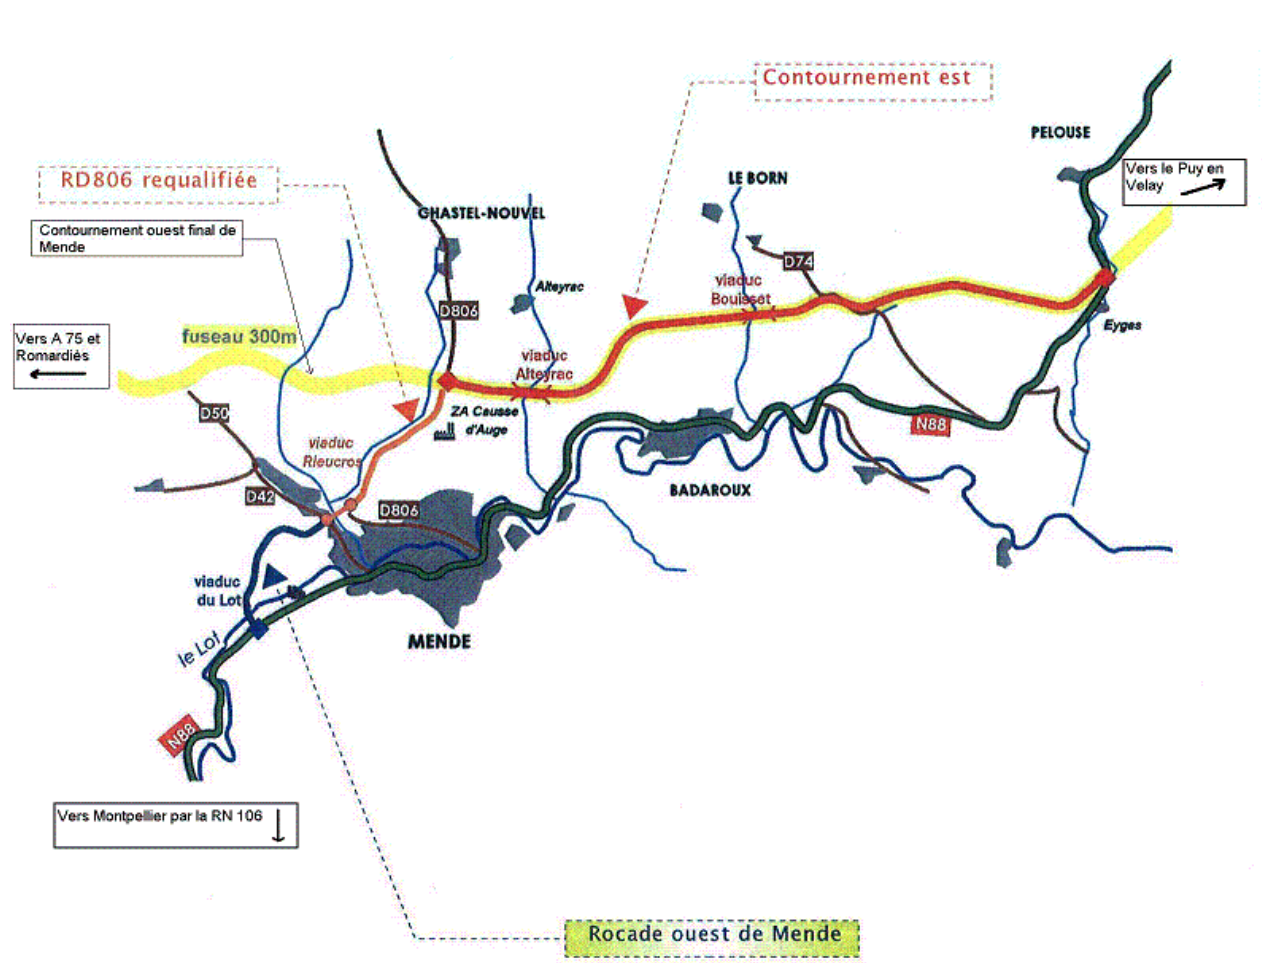 Contournement est
PELOUSE
Vers le Puy en
Velay
RD806 requalifiée
LE BORN
CHASTEL-NOUVEL
Contournement ouest final de
Mende
D74
viaduc
Bouisset
Alteyrac
D806
Eyges
fuseau 300m
Vers A 75 et
Romardiès
viaduc
Alteyrac
D50
ZA Causse
d'Auge
N88
viaduc
Rieucros
D42
D806
BADAROUX
viaduc
du Lot
le Lot
MENDE
N88
Vers Montpellier par la RN 106
Rocade ouest de Mende